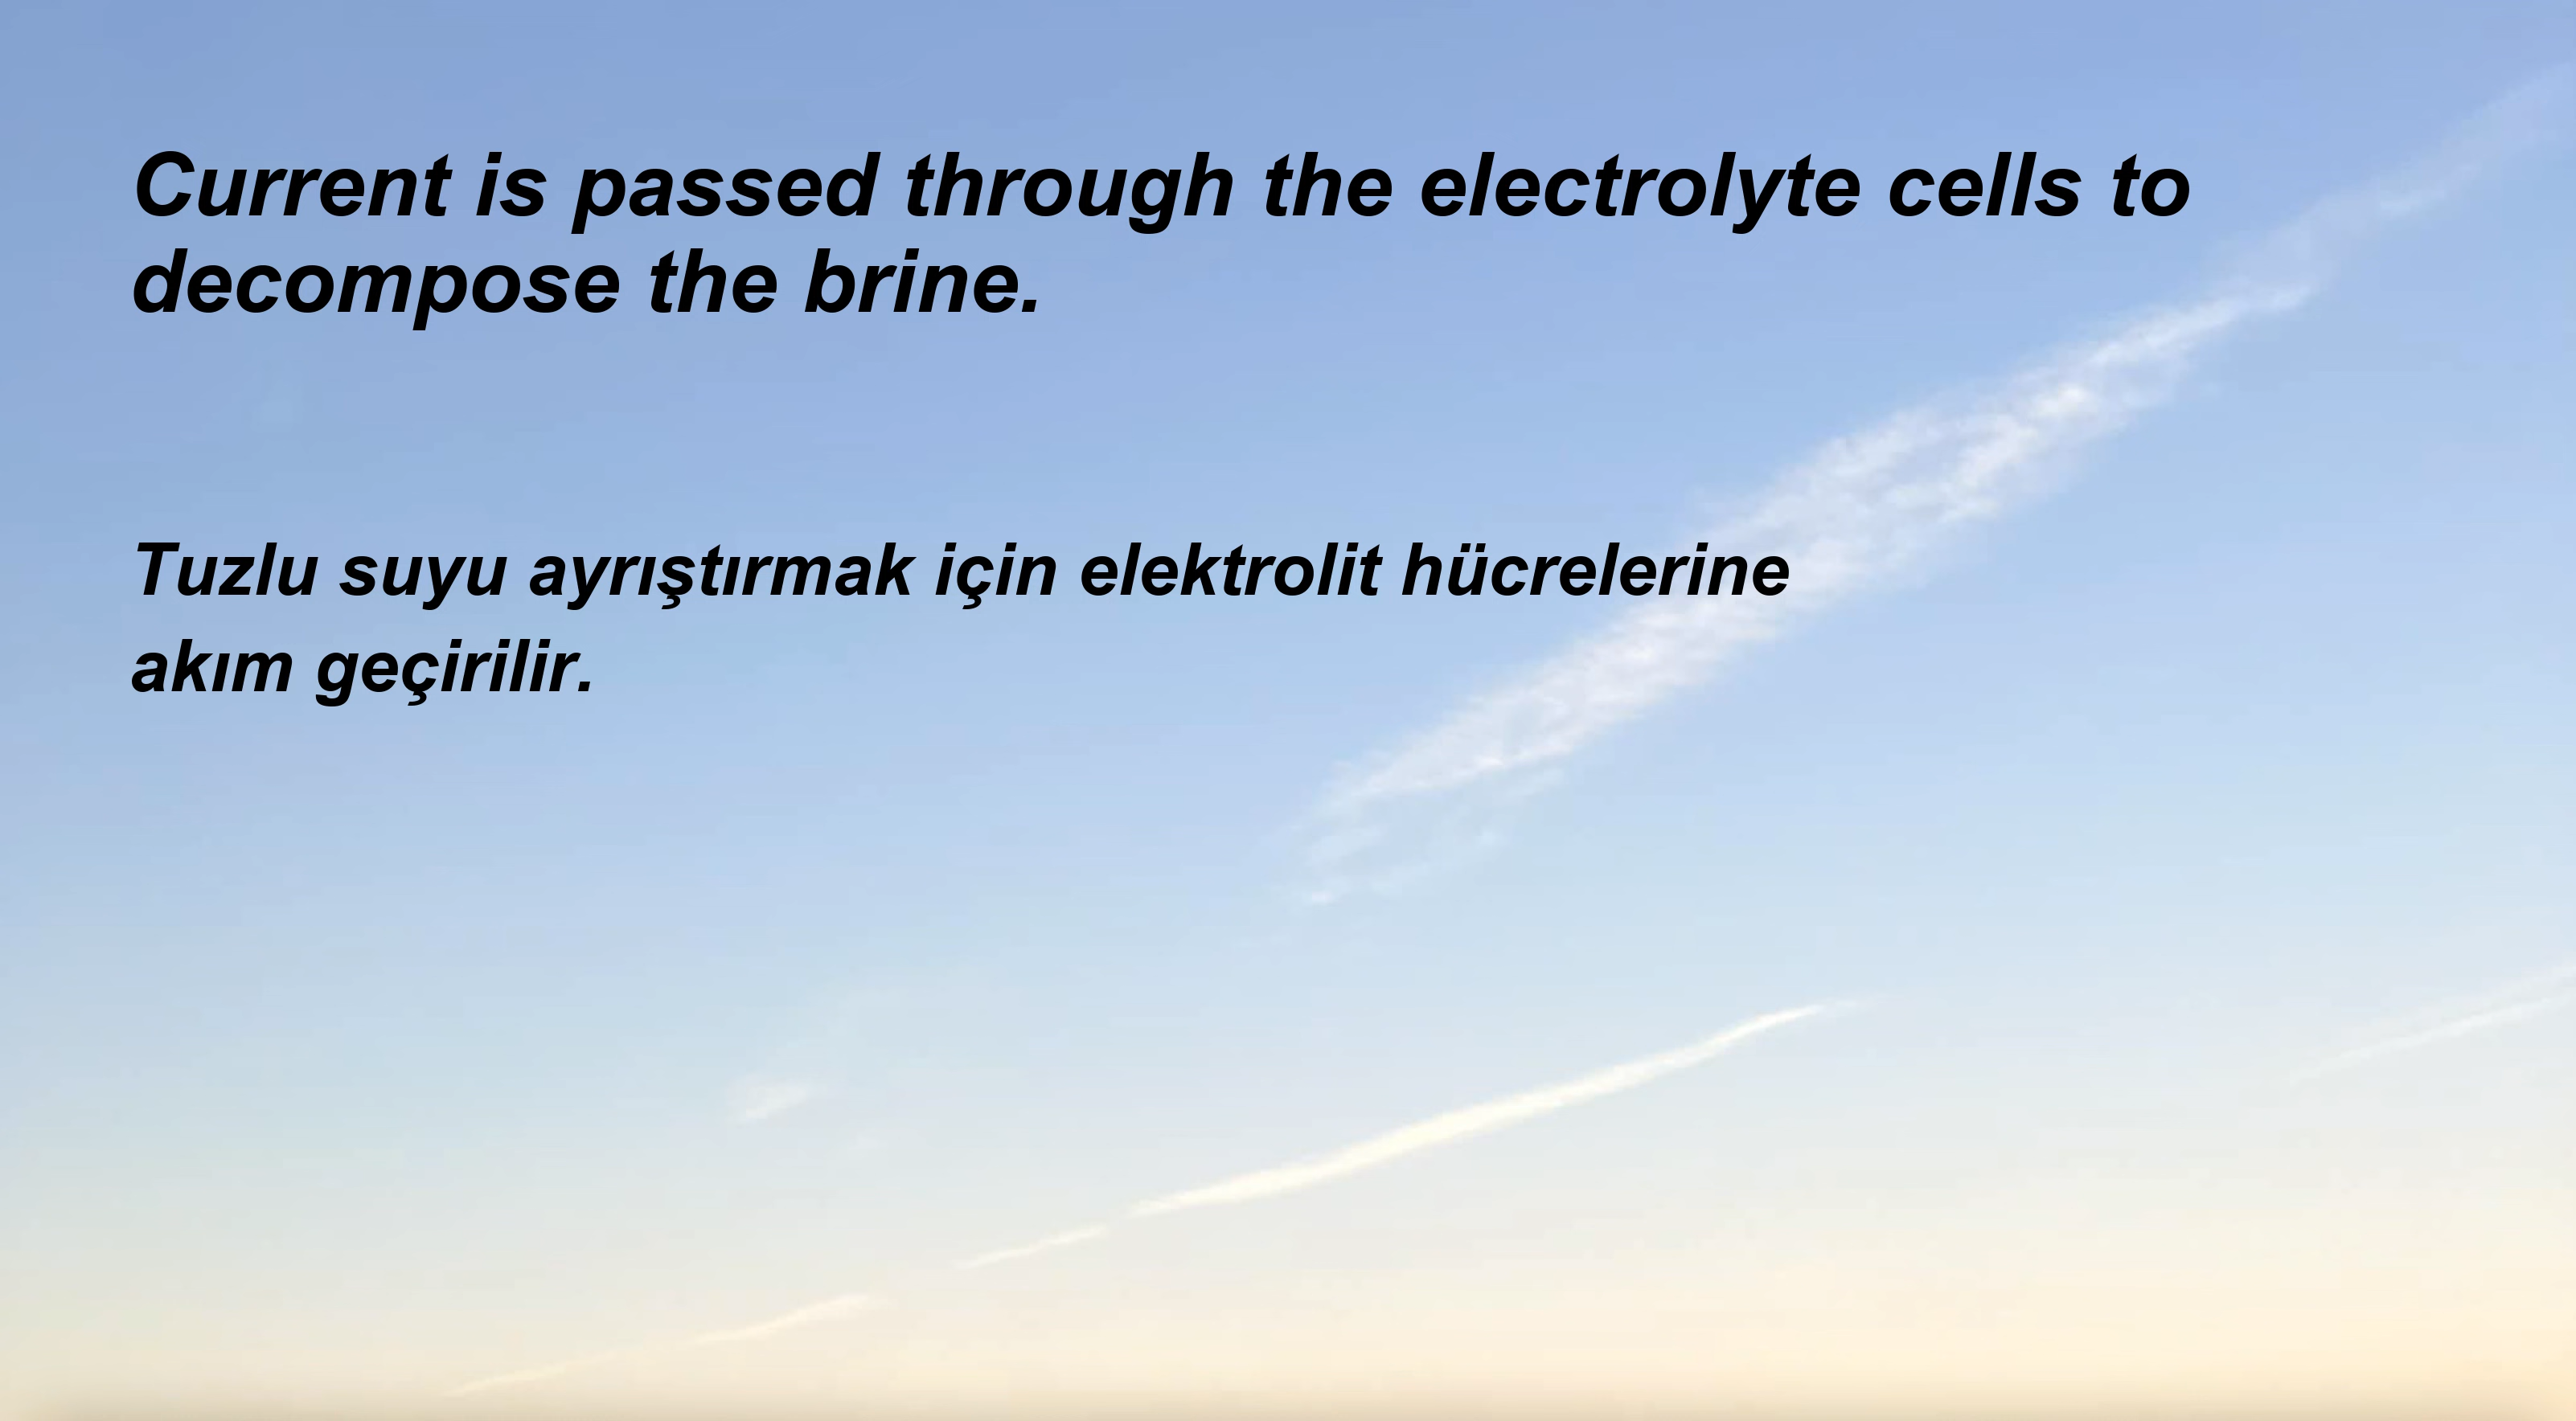 Current is passed through the electrolyte cells to
decompose the brine.
Tuzlu suyu ayrıştırmak için elektrolit hücrelerine
akım geçirilir.